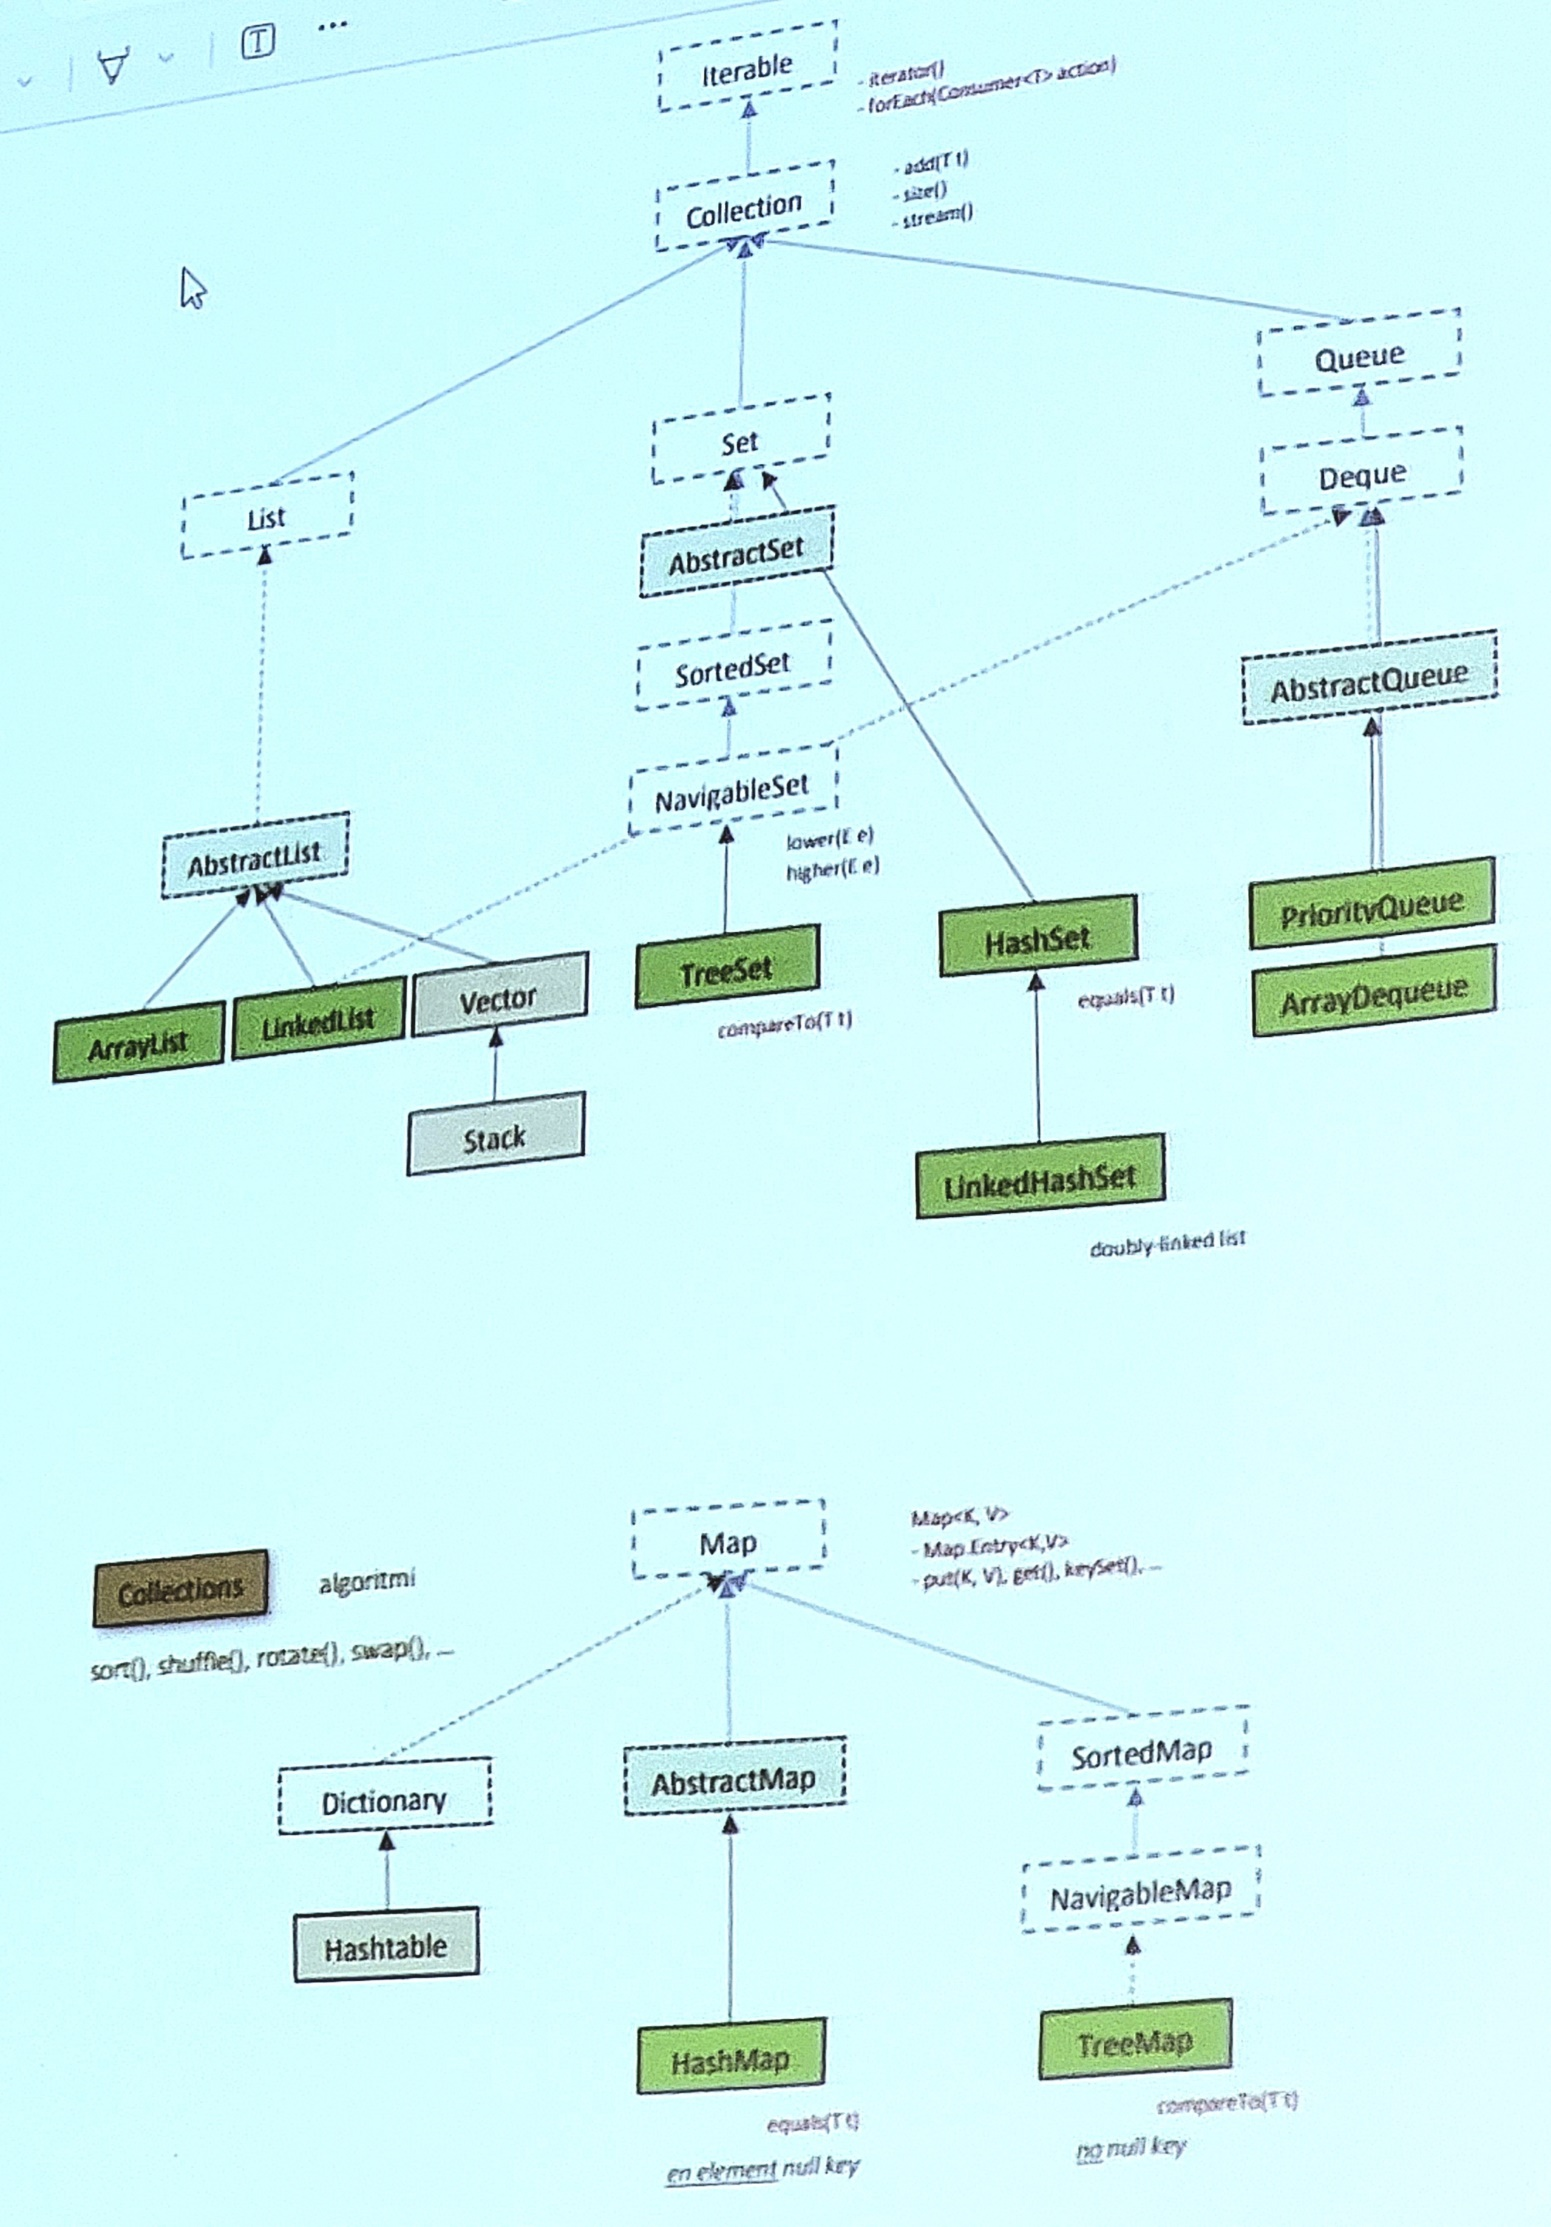 Iterable
- iterator()
- forEach(Consumer<T> action)
Collection
- add(T t)
- size()
- stream()
Queue
Deque
Set
List
AbstractSet
SortedSet
AbstractQueue
NavigableSet
lower(E e)
higher(E e)
AbstractList
PriorityQueue
ArrayDequeue
HashSet
equals(T t)
TreeSet
compareTo(T t)
ArrayList
LinkedList
Vector
Stack
LinkedHashSet
doubly-linked list
Map
Map<K, V>
- Map.Entry<K,V>
- put(K, V), get(), keySet(), ...
Collections
algoritmi
sort(), shuffle(), rotate(), swap(), ...
Dictionary
AbstractMap
SortedMap
NavigableMap
Hashtable
HashMap
equals(T t)
en element null key
TreeMap
compareTo(T t)
no null key